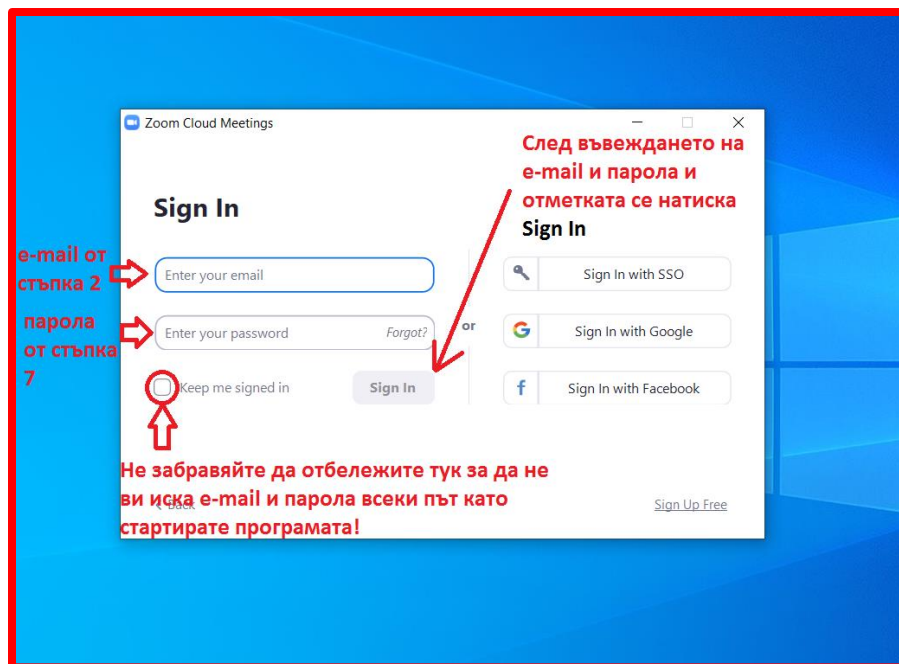 Zoom Cloud Meetings
След въвеждането на
e-mail и парола и
отметката се натиска
Sign In
Sign In
e-mail от
стъпка 2
Enter your email
Sign In with SSO
парола
от стъпка
7
Enter your password
Forgot?
or
G
Sign In with Google
Keep me signed in
Sign In
f
Sign In with Facebook
Не забравяйте да отбележите тук за да не
ви иска e-mail и парола всеки път като
стартирате програмата!
< Back
Sign Up Free